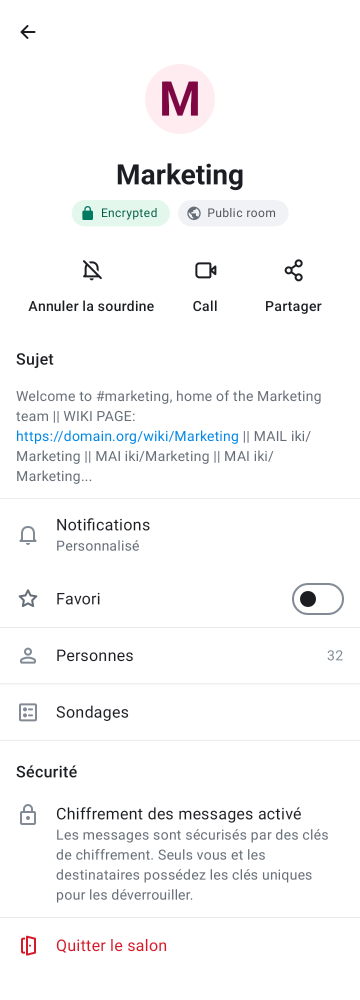 M
Marketing
Encrypted
Public room
Annuler la sourdine
Call
Partager
Sujet
Welcome to #marketing, home of the Marketing
team || WIKI PAGE:
https://domain.org/wiki/Marketing || MAIL iki/
Marketing || MAI iki/Marketing || MAI iki/
Marketing...
Notifications
Personnalisé
Favori
Personnes 32
Sondages
Sécurité
Chiffrement des messages activé
Les messages sont sécurisés par des clés
de chiffrement. Seuls vous et les
destinataires possédez les clés uniques
pour les déverrouiller.
Quitter le salon